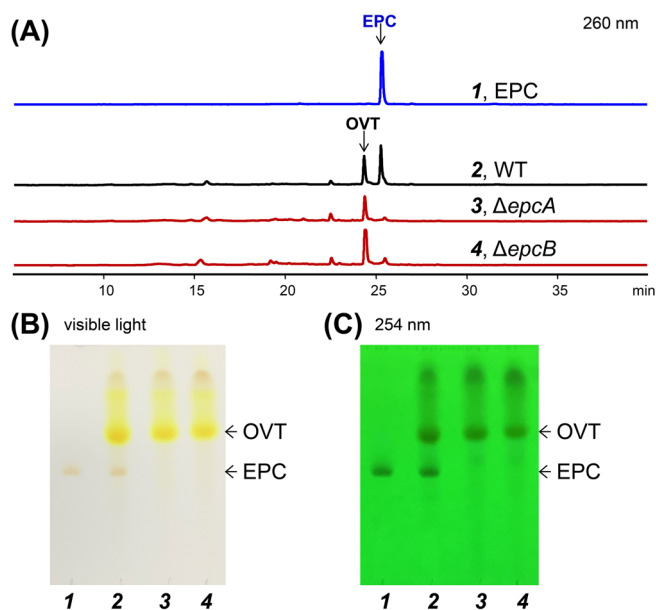 (A)
EPC
260 nm
1, EPC
OVT
2, WT
3, ΔepcA
4, ΔepcB
10 15 20 25 30 35 min
(B) visible light
(C) 254 nm
OVT
EPC
OVT
EPC
1 2 3 4
1 2 3 4